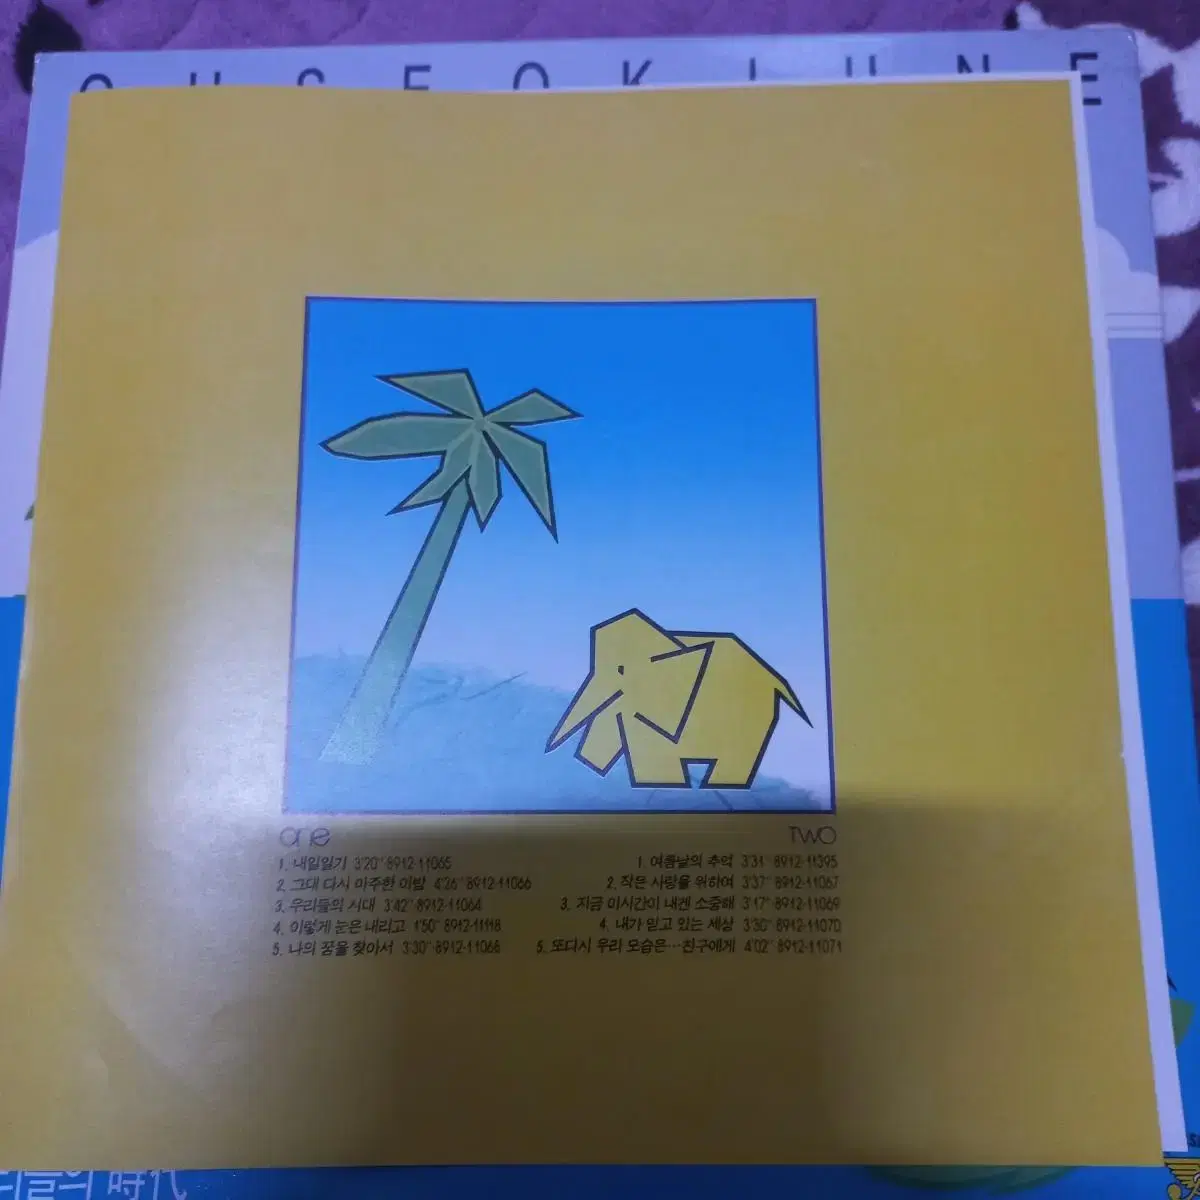 OHSEOKJUNE
one
1. 내일일기 3'20" 8912-11065
2. 그대 다시 마주한 이밤 4'26" 8912-11066
3. 우리들의 시대 3'42" 8912-11064
4. 이렇게 눈은 내리고 1'50" 8912-11118
5. 나의 꿈을 찾아서 3'30" 8912-11068
TWO
1. 여름날의 추억 3'31" 8912-11395
2. 작은 사랑을 위하여 3'37" 8912-11067
3. 지금 이시간이 내겐 소중해 3'17" 8912-11069
4. 내가 믿고 있는 세상 3'30" 8912-11070
5. 또다시 우리 모습은…친구에게 4'02" 8912-11071
리들의 時代